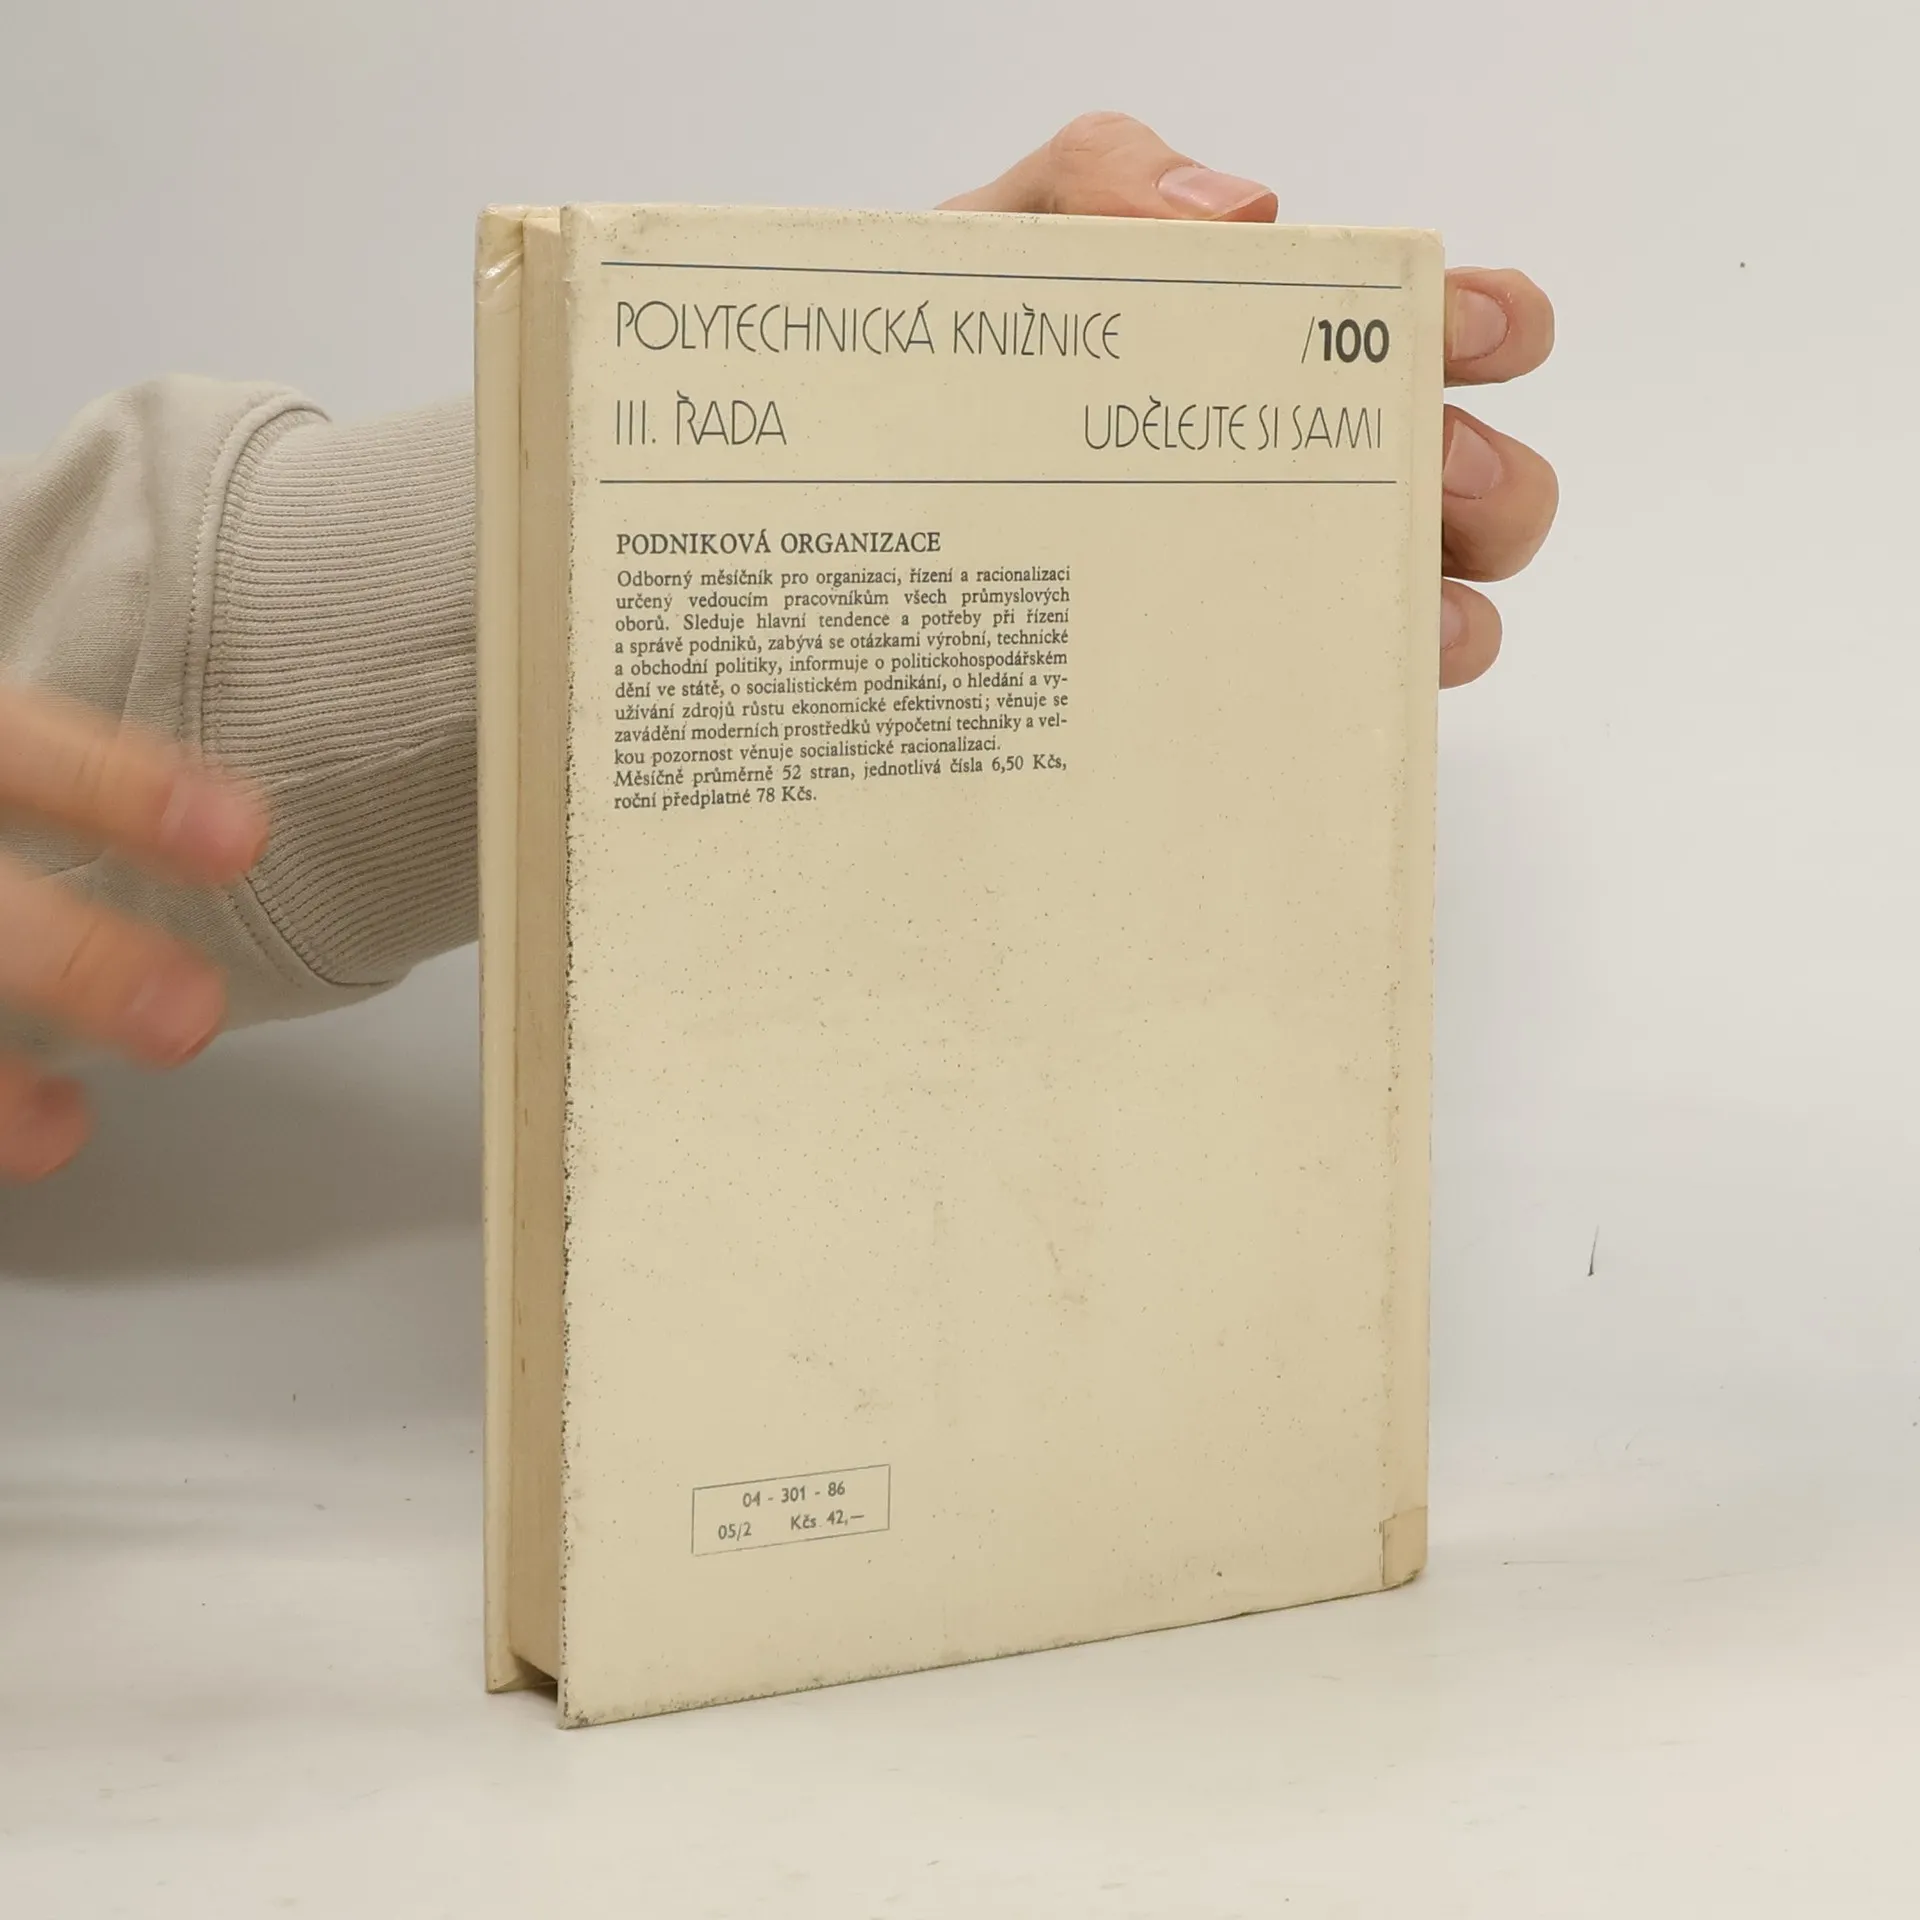 POLYTECHNICKÁ KNIŽNICE /100
III. ŘADA UDĚLEJTE SI SAMI
PODNIKOVÁ ORGANIZACE
Odborný měsíčník pro organizaci, řízení a racionalizaci
určený vedoucím pracovníkům všech průmyslových
oborů. Sleduje hlavní tendence a potřeby při řízení
a správě podniků, zabývá se otázkami výrobní, technické
a obchodní politiky, informuje o politickohospodářském
dění ve státě, o socialistickém podnikání, o hledání a vy-
užívání zdrojů růstu ekonomické efektivnosti; věnuje se
zavádění moderních prostředků výpočetní techniky a vel-
kou pozornost věnuje socialistické racionalizaci.
Měsíčně průměrně 52 stran, jednotlivá čísla 6,50 Kčs,
roční předplatné 78 Kčs.
04 - 301 - 86
05/2 Kčs 42,—